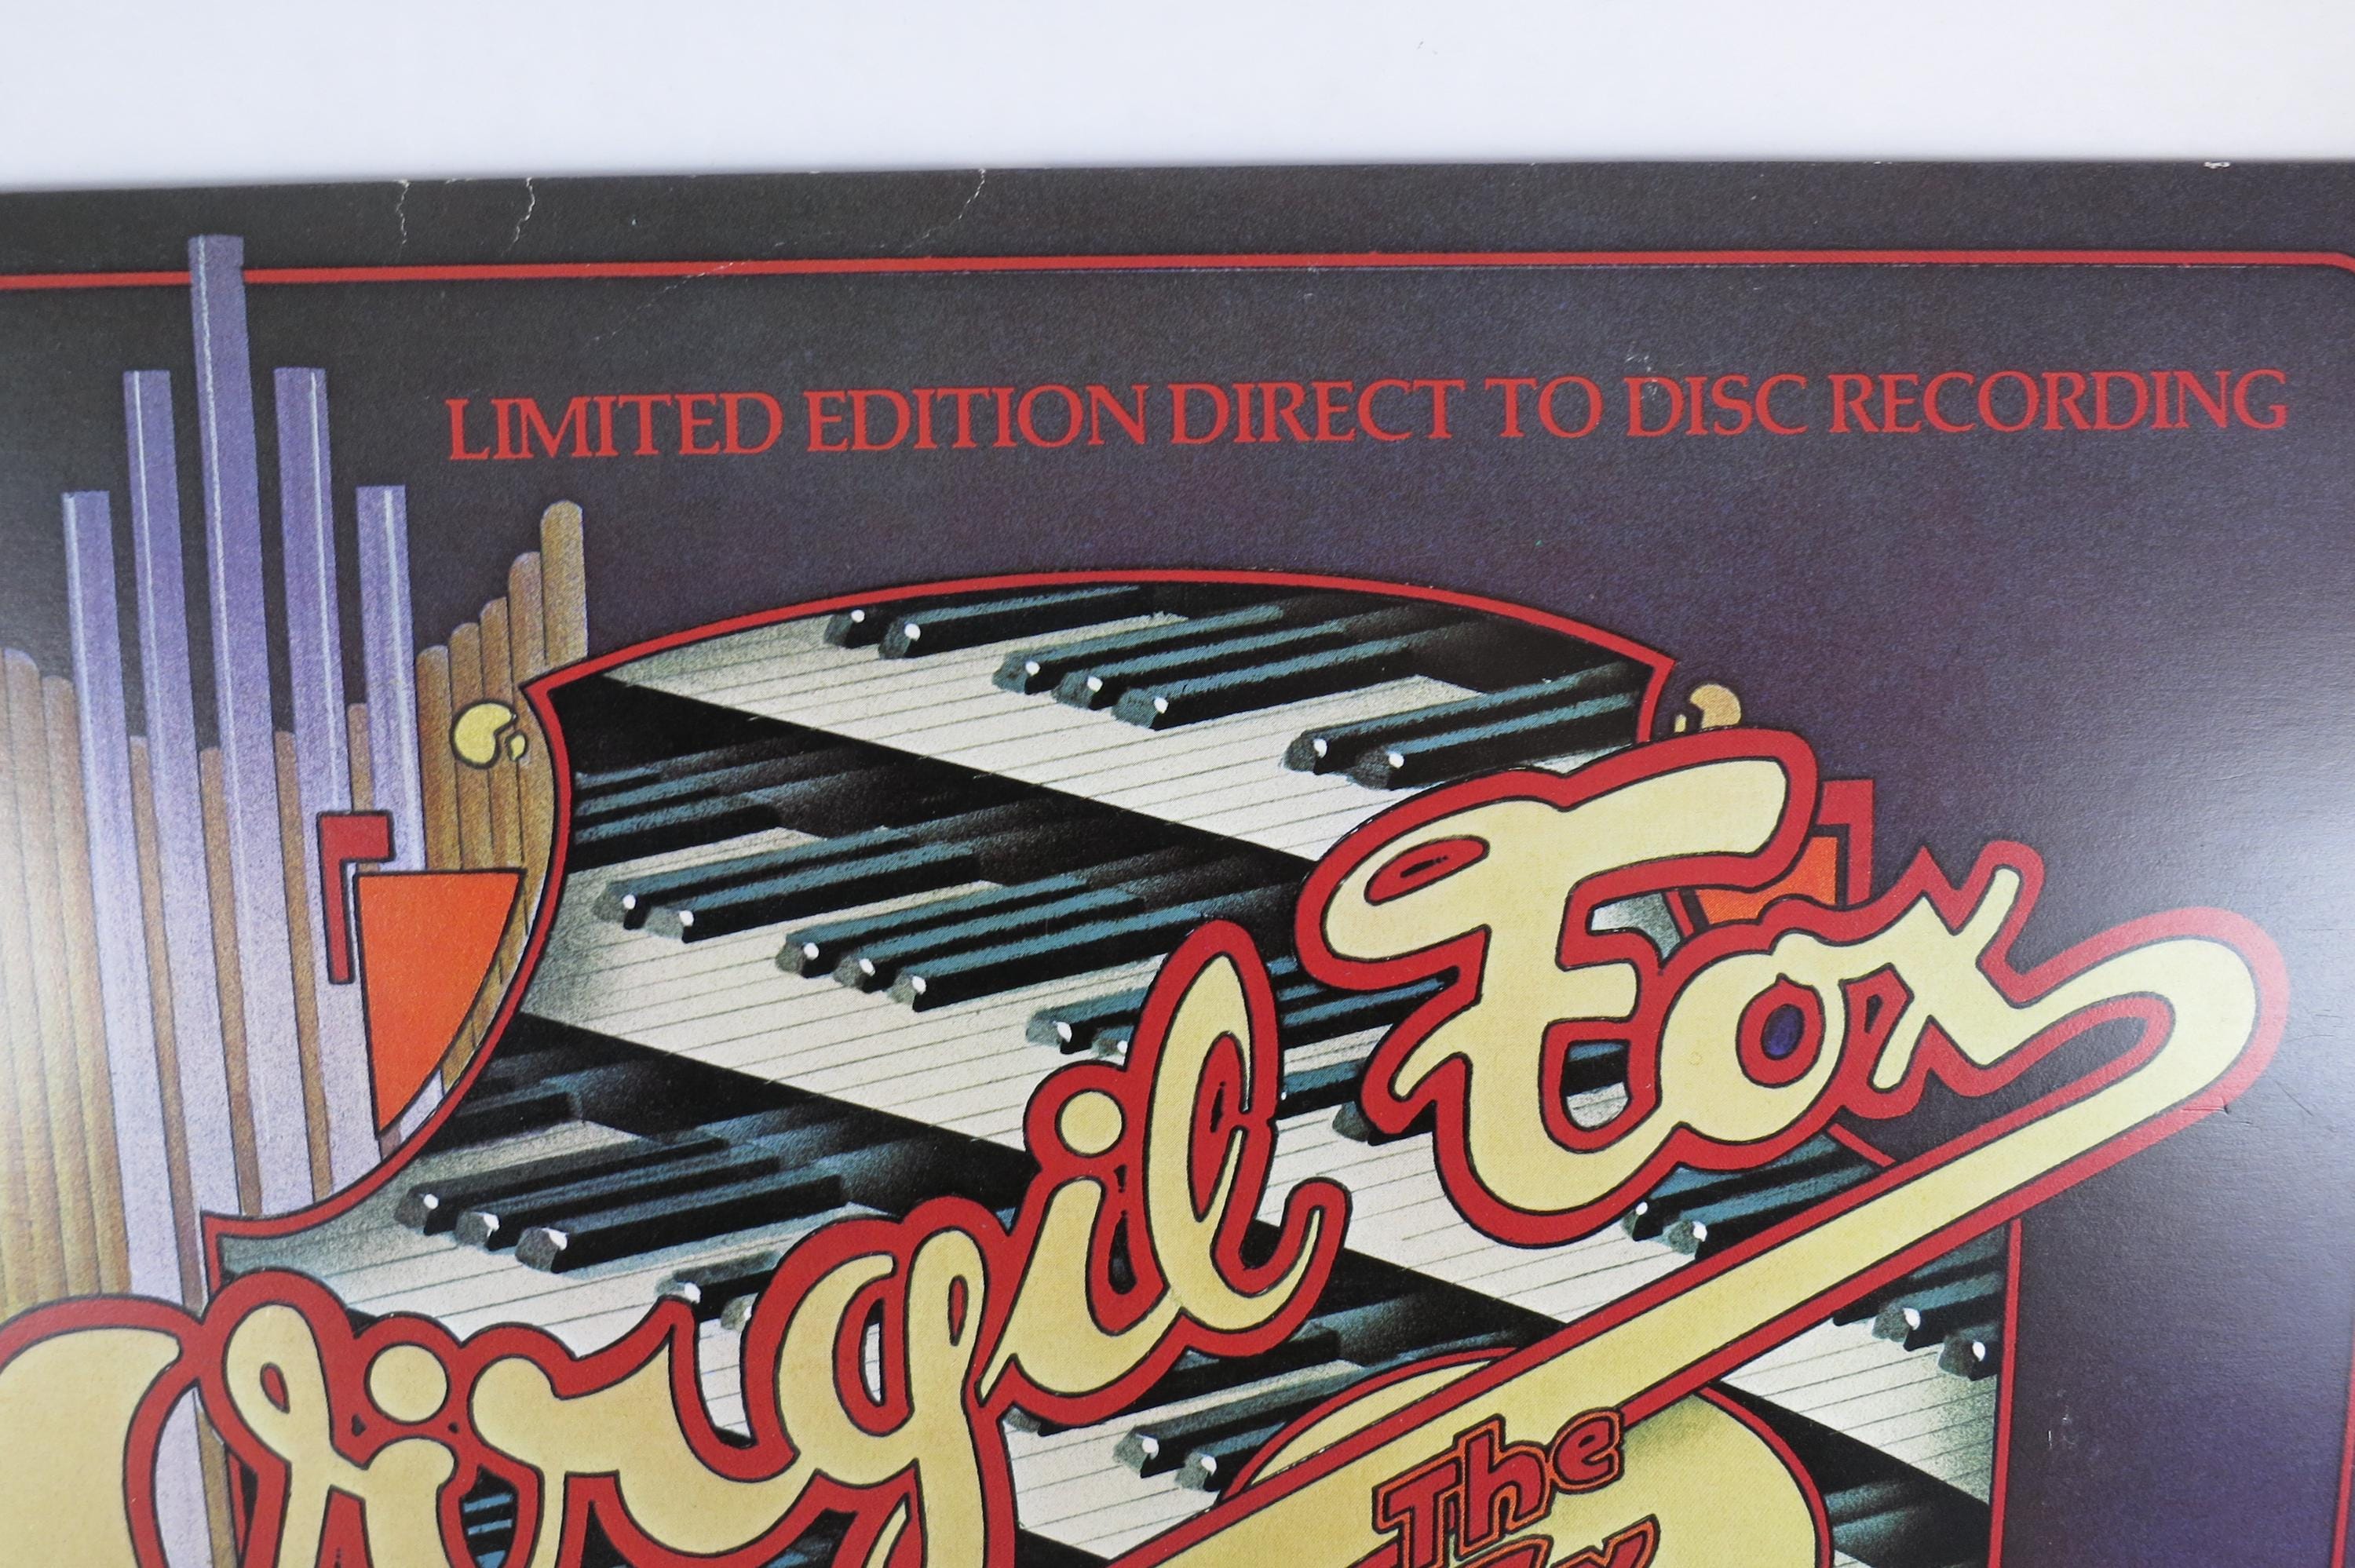 LIMITED EDITION DIRECT TO DISC RECORDING
Virgil Fox
The